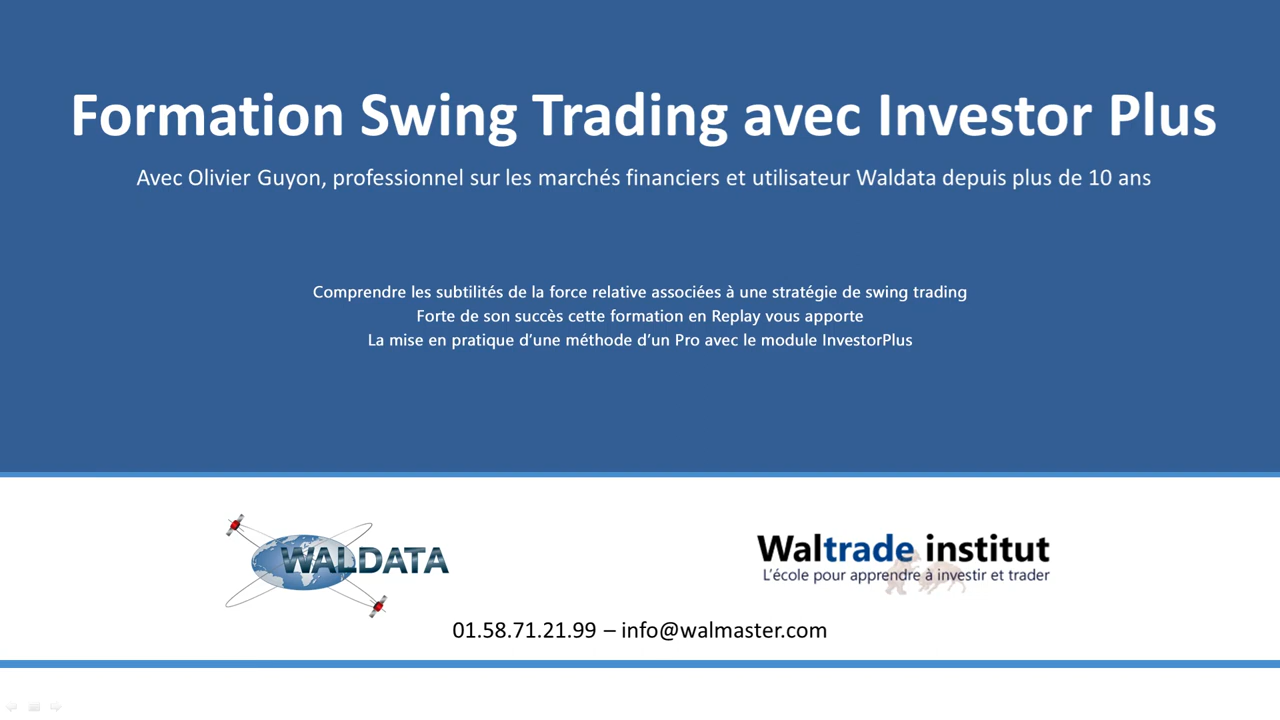 Formation Swing Trading avec Investor Plus
Avec Olivier Guyon, professionnel sur les marchés financiers et utilisateur Waldata depuis plus de 10 ans
Comprendre les subtilités de la force relative associées à une stratégie de swing trading
Forte de son succès cette formation en Replay vous apporte
La mise en pratique d’une méthode d’un Pro avec le module InvestorPlus
WALDATA
Waltrade institut
L’école pour apprendre à investir et trader
01.58.71.21.99 – info@walmaster.com